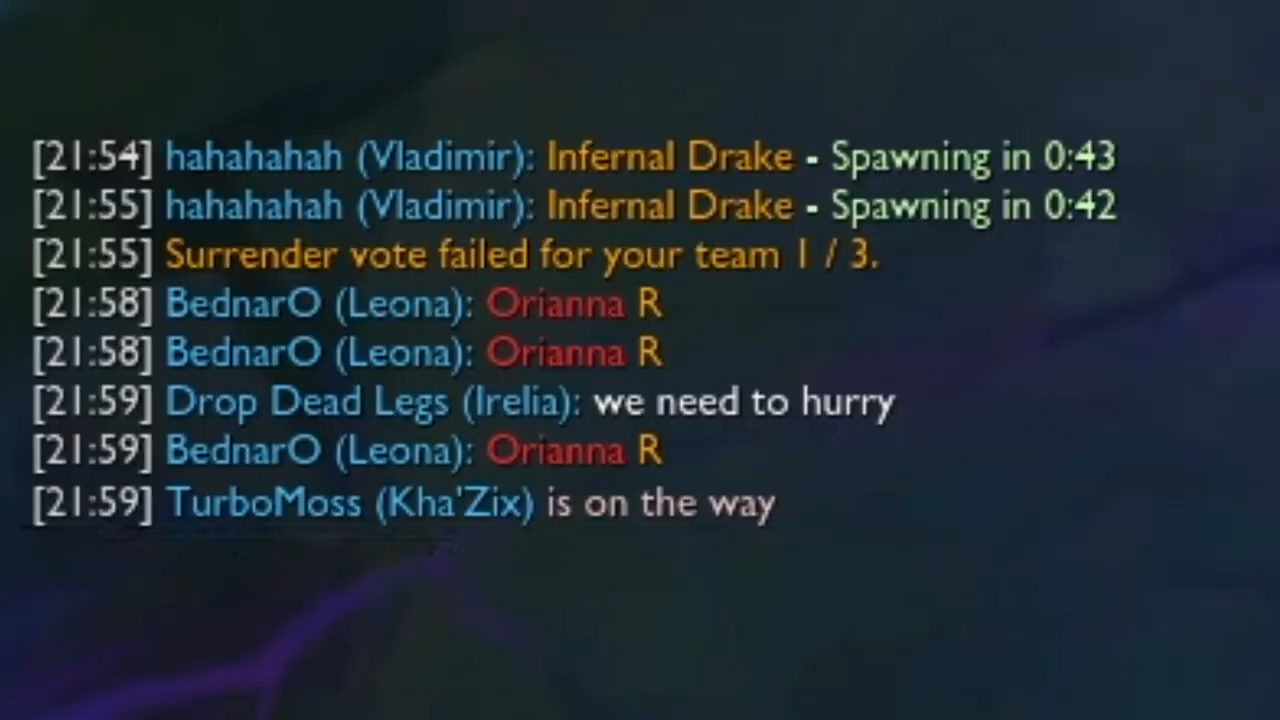 [21:54] hahahahah (Vladimir): Infernal Drake - Spawning in 0:43
[21:55] hahahahah (Vladimir): Infernal Drake - Spawning in 0:42
[21:55] Surrender vote failed for your team 1 / 3.
[21:58] BednarO (Leona): Orianna R
[21:58] BednarO (Leona): Orianna R
[21:59] Drop Dead Legs (Irelia): we need to hurry
[21:59] BednarO (Leona): Orianna R
[21:59] TurboMoss (Kha'Zix) is on the way